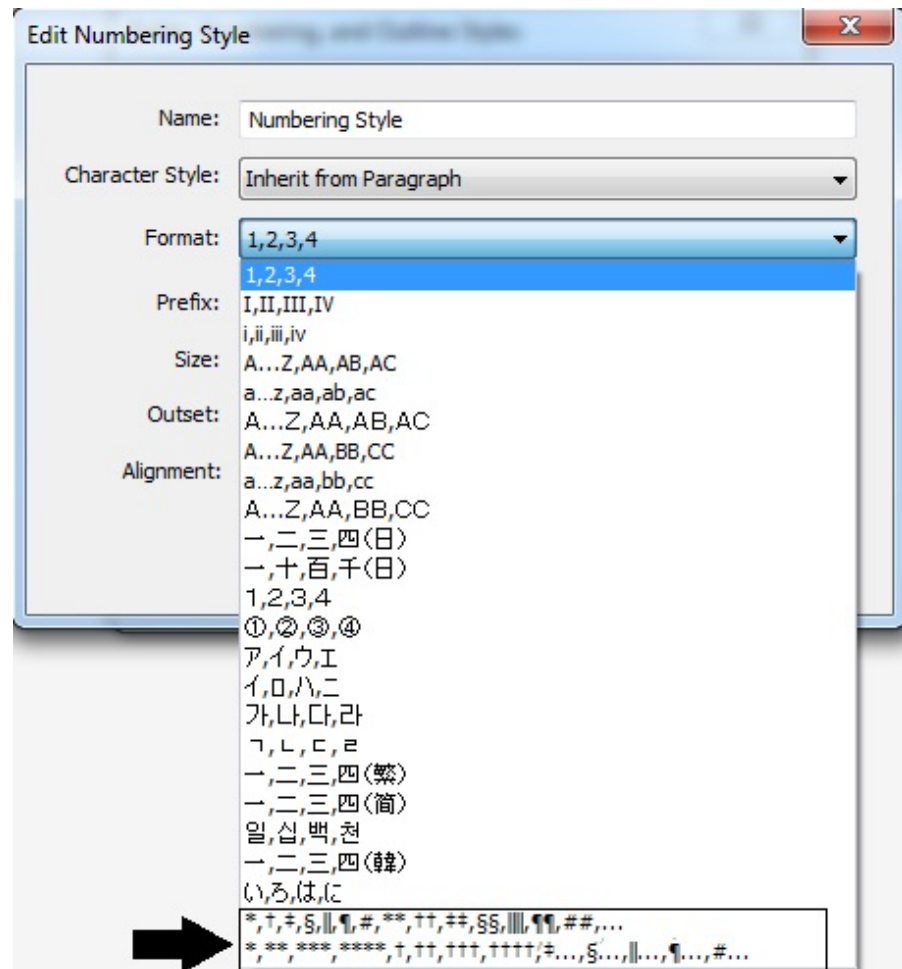 Edit Numbering Style
Name: Numbering Style
Character Style: Inherit from Paragraph
Format: 1,2,3,4
Prefix:
Size:
Outset:
Alignment:
1,2,3,4
I,II,III,IV
i,ii,iii,iv
A...Z,AA,AB,AC
a...z,aa,ab,ac
A...Z,AA,AB,AC
A...Z,AA,BB,CC
a...z,aa,bb,cc
A...Z,AA,BB,CC
一,二,三,四(日)
一,十,百,千(日)
1,2,3,4
①,②,③,④
ア,イ,ウ,エ
イ,ロ,ハ,ニ
가,나,다,라
ㄱ,ㄴ,ㄷ,ㄹ
一,二,三,四(繁)
一,二,三,四(简)
일,십,백,천
一,二,三,四(韓)
い,ろ,は,に
*,†,‡,§,‖,¶,#,**,††,‡‡,§§,‖‖,¶¶,##,...
*,**,***,****,†,††,†††,††††,‡...,§...,‖...,¶...,#...